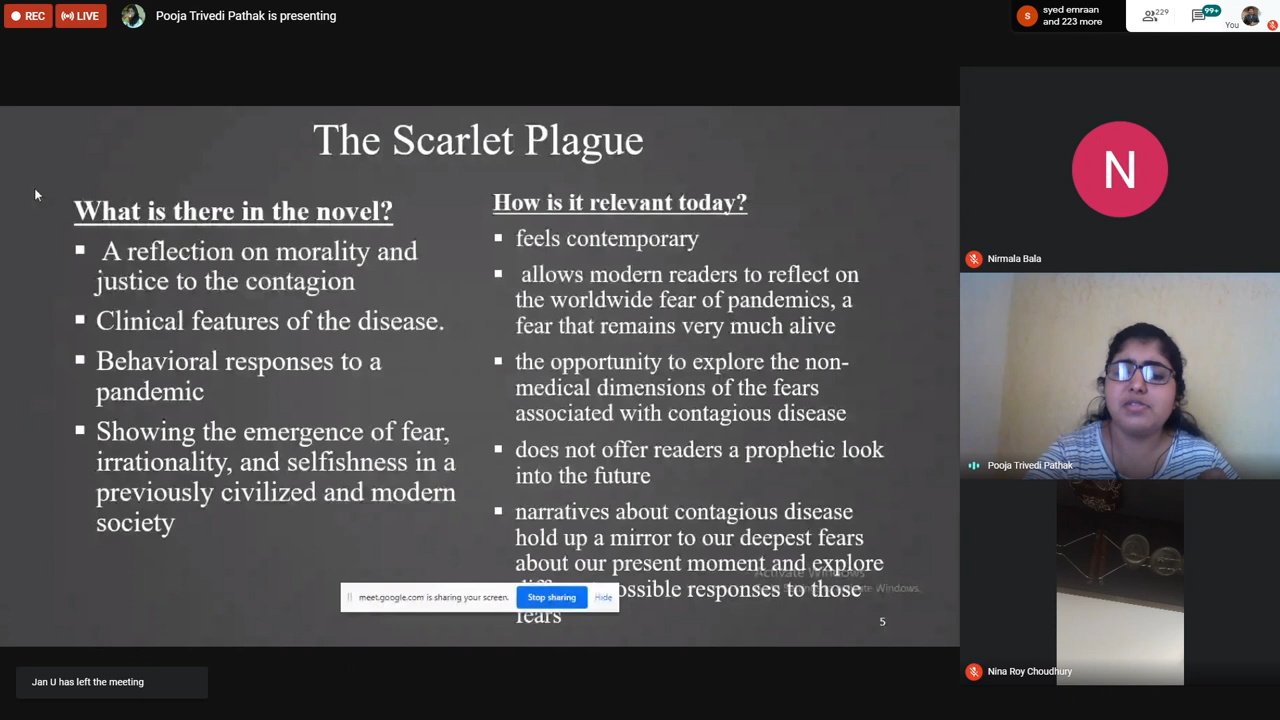 REC
LIVE
Pooja Trivedi Pathak is presenting
S
syed emraan
and 223 more
229
99+
You
The Scarlet Plague
What is there in the novel?
A reflection on morality and
justice to the contagion
Clinical features of the disease.
Behavioral responses to a
pandemic
Showing the emergence of fear,
irrationality, and selfishness in a
previously civilized and modern
society
How is it relevant today?
feels contemporary
allows modern readers to reflect on
the worldwide fear of pandemics, a
fear that remains very much alive
the opportunity to explore the non-
medical dimensions of the fears
associated with contagious disease
does not offer readers a prophetic look
into the future
narratives about contagious disease
hold up a mirror to our deepest fears
about our present moment and explore
possible responses to those
fears
Activate Windows
Windows.
meet.google.com is sharing your screen.
Stop sharing
Hide
5
N
Nirmala Bala
Pooja Trivedi Pathak
Nina Roy Choudhury
Jan U has left the meeting